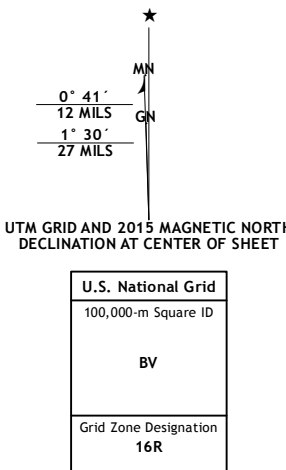 ★
MN
0° 41´
12 MILS
GN
1° 30´
27 MILS
UTM GRID AND 2015 MAGNETIC NORTH
DECLINATION AT CENTER OF SHEET
U.S. National Grid
100,000-m Square ID
BV
Grid Zone Designation
16R